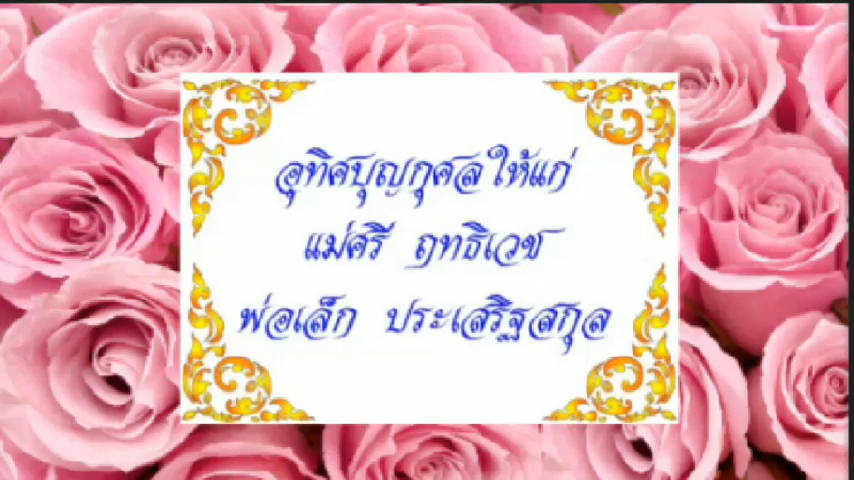 อุทิศบุญกุศลให้แก่
แม่ศรี ฤทธิเวช
พ่อเล็ก ประเสริฐสกุล